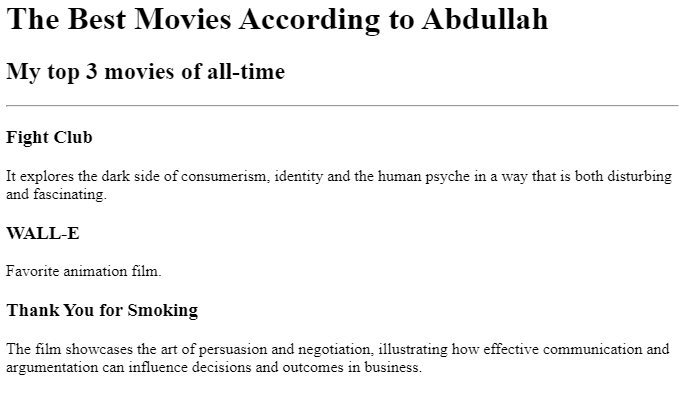 The Best Movies According to Abdullah
My top 3 movies of all-time
Fight Club
It explores the dark side of consumerism, identity and the human psyche in a way that is both disturbing
and fascinating.
WALL-E
Favorite animation film.
Thank You for Smoking
The film showcases the art of persuasion and negotiation, illustrating how effective communication and
argumentation can influence decisions and outcomes in business.